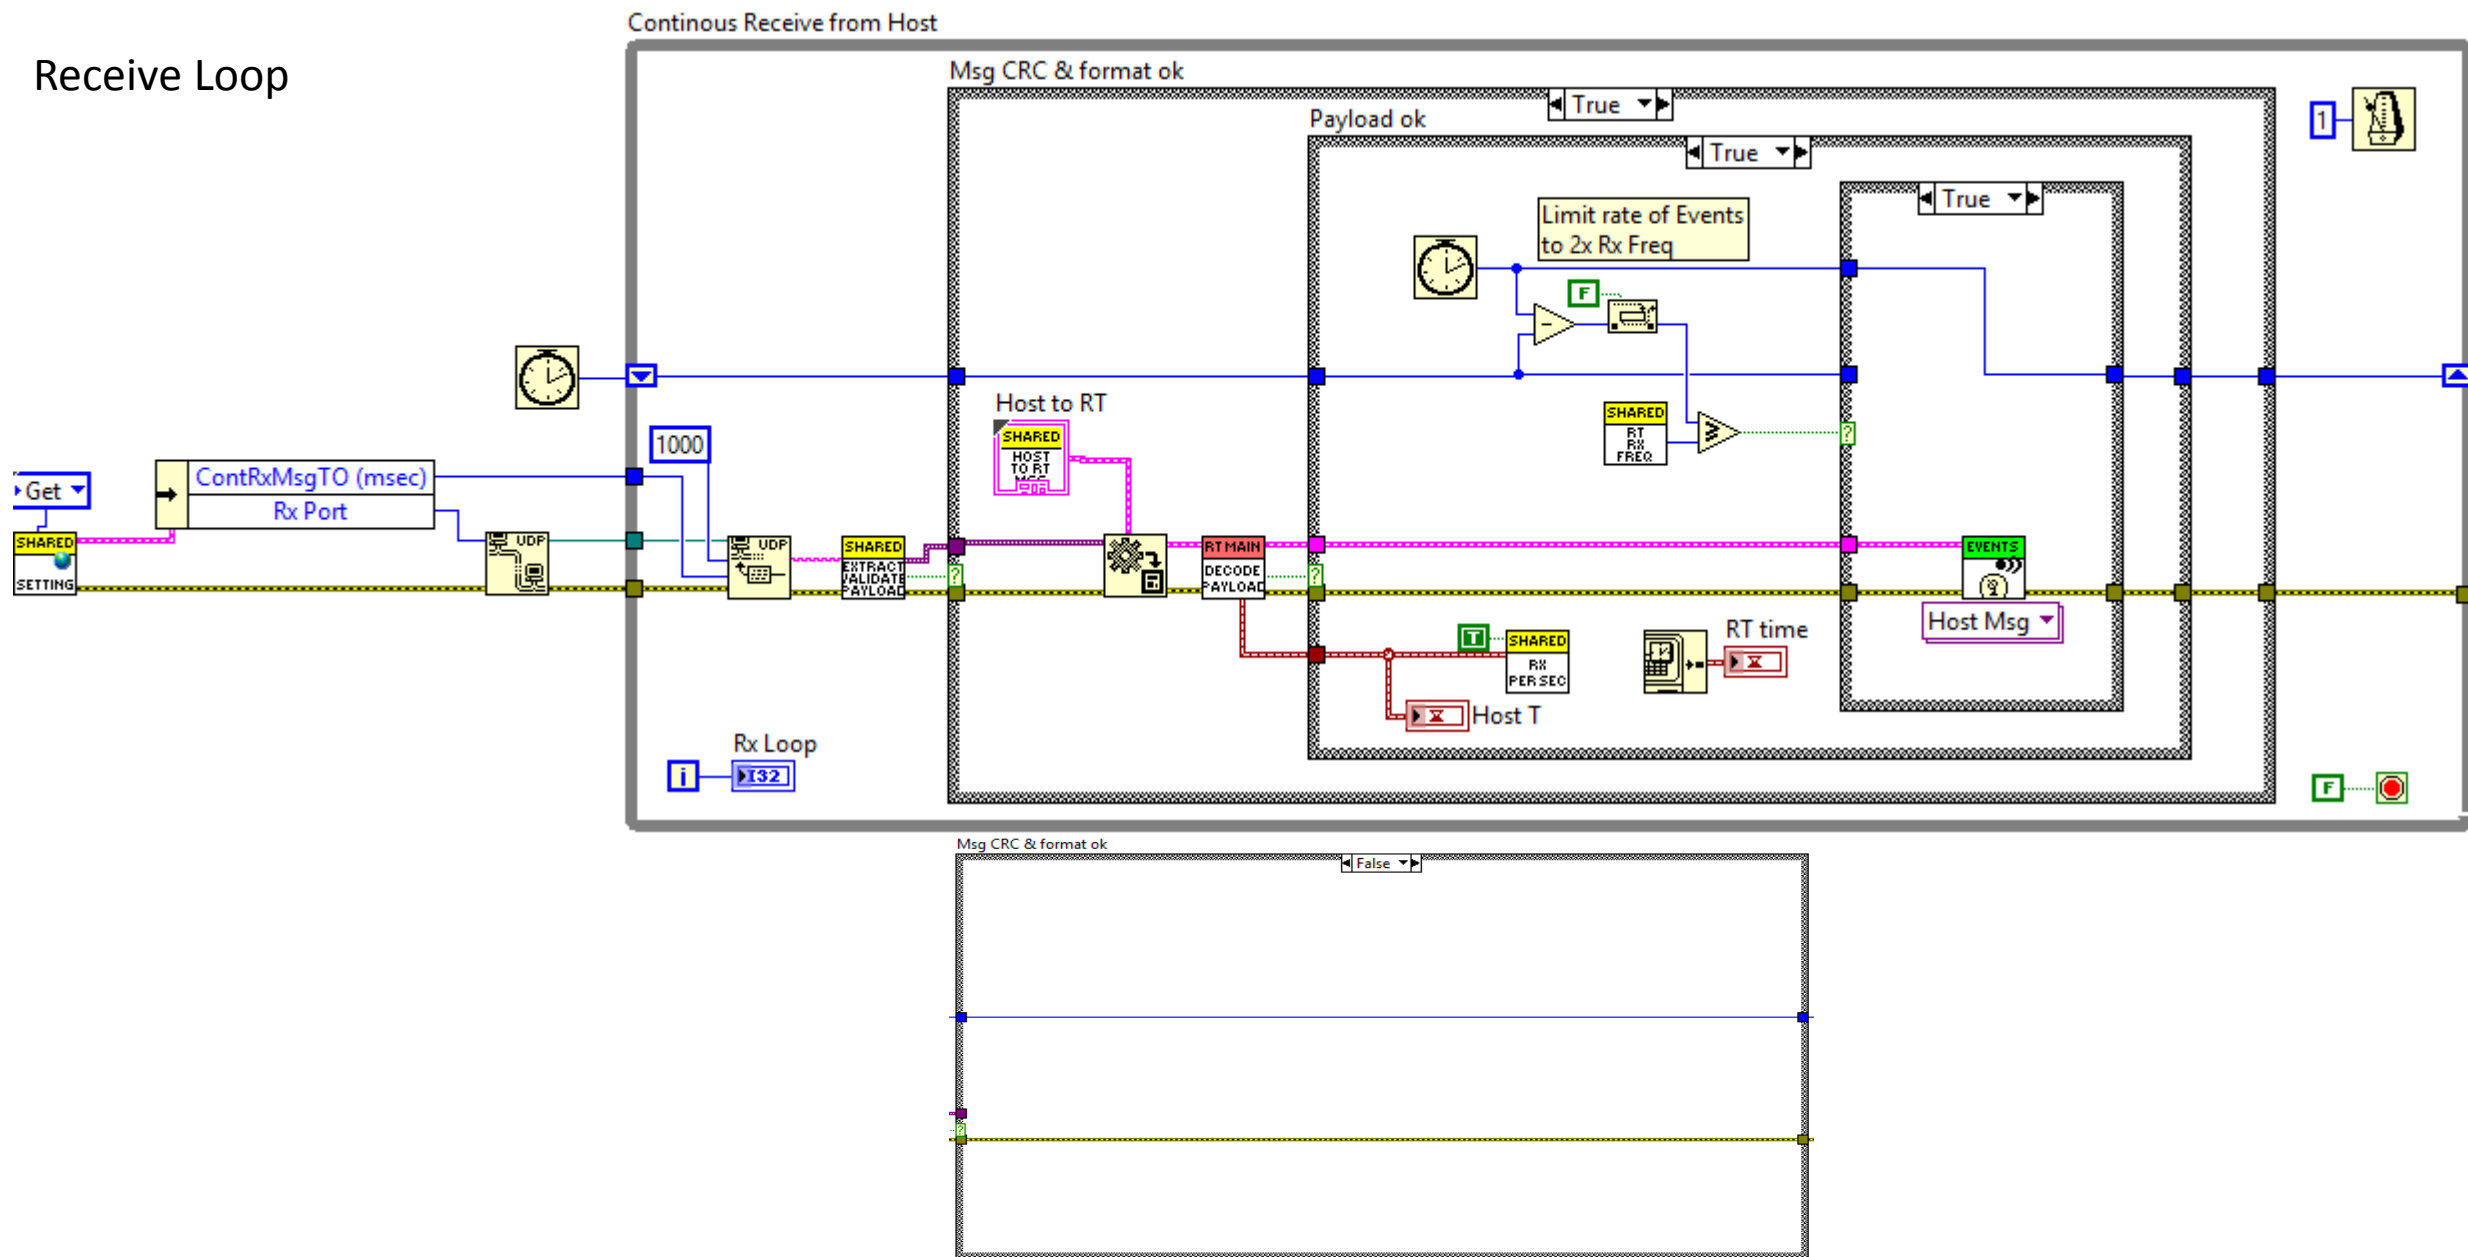 Continous Receive from Host
Receive Loop
Msg CRC & format ok
True
Payload ok
True
True
1
Limit rate of Events
to 2x Rx Freq
F
Host to RT
SHARED
HOST
TO RT
SHARED
RT
RX
FREQ
1000
Get
ContRxMsgTO (msec)
Rx Port
SHARED
SETTING
UDP
UDP
SHARED
EXTRACT
VALIDATE
PAYLOAD
?
RT MAIN
DECODE
PAYLOAD
?
?
EVENTS
Host Msg
T
SHARED
RX
PER SEC
RT time
Host T
Rx Loop
i
I32
F
Msg CRC & format ok
False
?